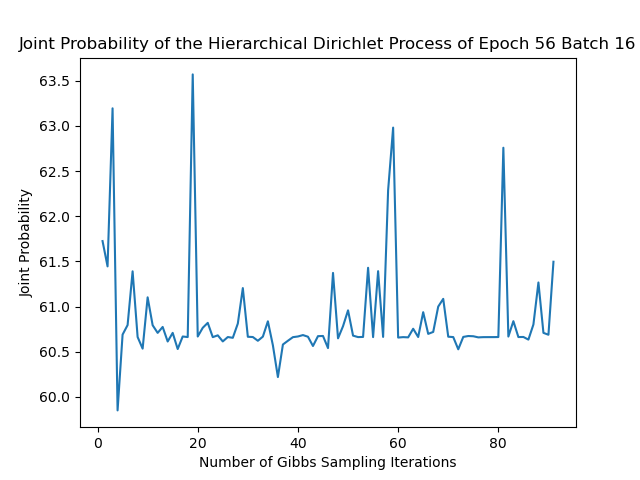 Joint Probability of the Hierarchical Dirichlet Process of Epoch 56 Batch 16
63.5
63.0
62.5
62.0
61.5
61.0
60.5
60.0
Joint Probability
0 20 40 60 80
Number of Gibbs Sampling Iterations